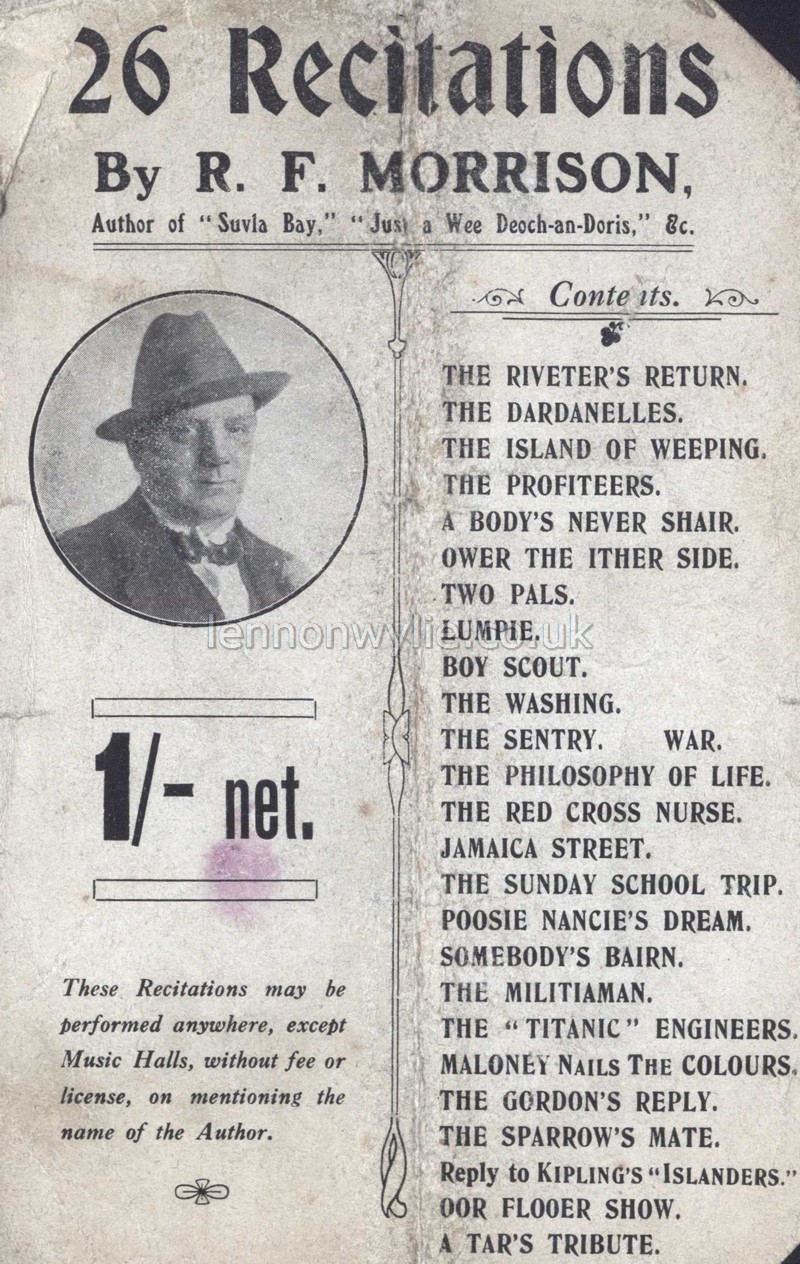 26 Recitations
By R. F. MORRISON,
Author of "Suvla Bay," "Just a Wee Deoch-an-Doris," &c.
1/- net.
These Recitations may be
performed anywhere, except
Music Halls, without fee or
license, on mentioning the
name of the Author.
Contents.
THE RIVETER'S RETURN.
THE DARDANELLES.
THE ISLAND OF WEEPING.
THE PROFITEERS.
A BODY'S NEVER SHAIR.
OWER THE ITHER SIDE.
TWO PALS.
LUMPIE.
BOY SCOUT.
THE WASHING.
THE SENTRY. WAR.
THE PHILOSOPHY OF LIFE.
THE RED CROSS NURSE.
JAMAICA STREET.
THE SUNDAY SCHOOL TRIP.
POOSIE NANCIE'S DREAM.
SOMEBODY'S BAIRN.
THE MILITIAMAN.
THE "TITANIC" ENGINEERS.
MALONEY NAILS THE COLOURS.
THE GORDON'S REPLY.
THE SPARROW'S MATE.
Reply to KIPLING'S "ISLANDERS."
OOR FLOOER SHOW.
A TAR'S TRIBUTE.
lennonwylie.co.uk